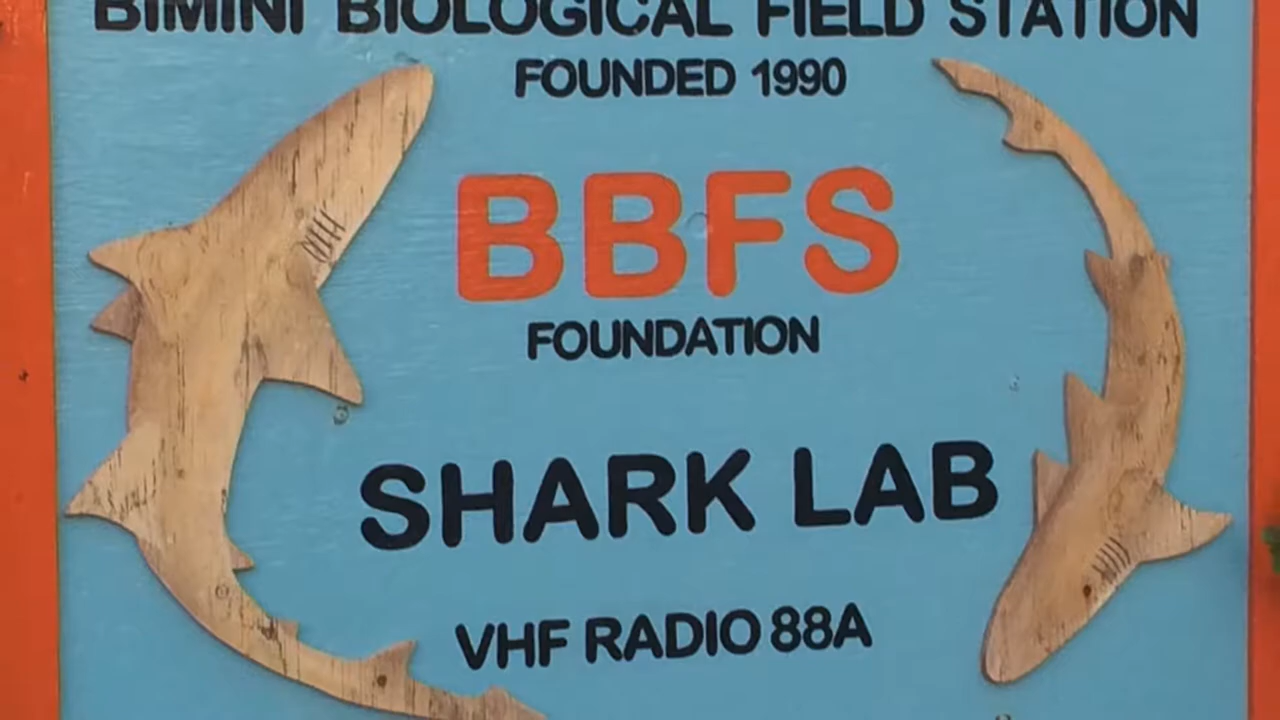 BIMINI BIOLOGICAL FIELD STATION
FOUNDED 1990
BBFS
FOUNDATION
SHARK LAB
VHF RADIO 88A